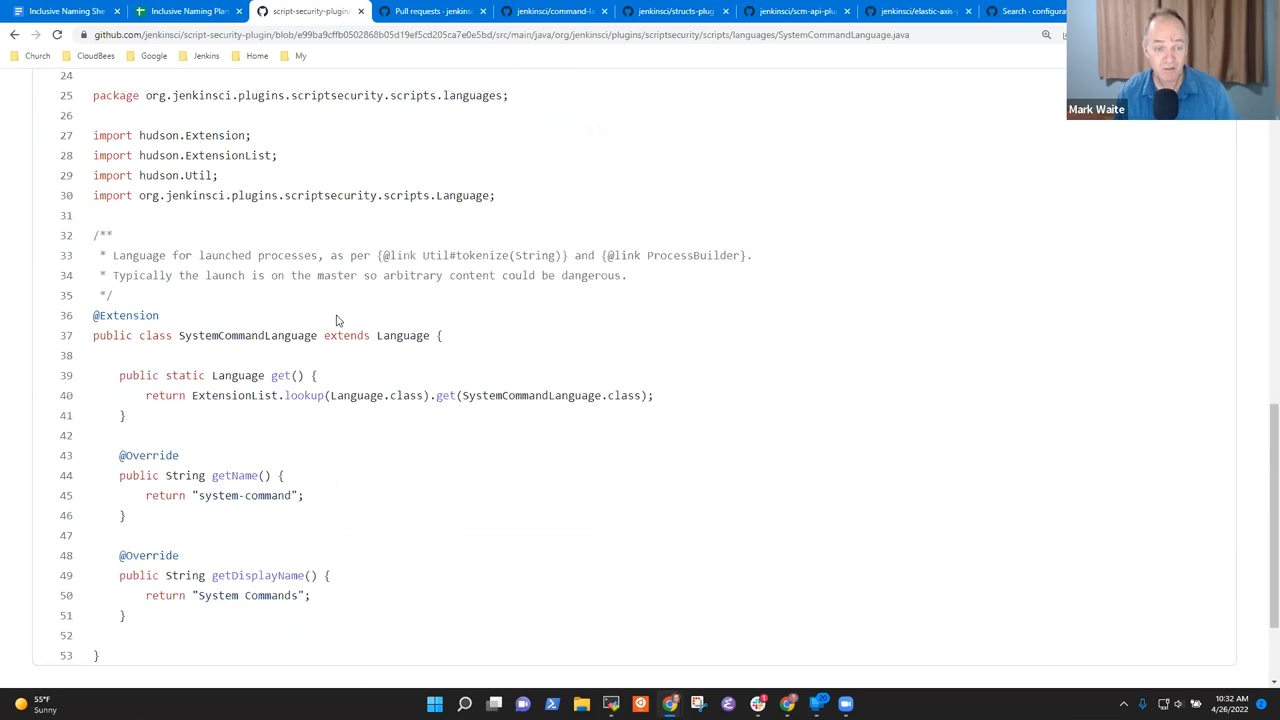 Inclusive Naming She
Inclusive Naming Plan
script-security-plugin/
Pull requests · jenkins
jenkinsci/command-l
jenkinsci/structs-plug
jenkinsci/scm-api-plu
jenkinsci/elastic-axis-
Search · configura
github.com/jenkinsci/script-security-plugin/blob/e99ba9cffb0502868b05d19ef5cd205ca7e0e5bd/src/main/java/org/jenkinsci/plugins/scriptsecurity/scripts/languages/SystemCommandLanguage.java
Church CloudBees Google Jenkins Home My
Mark Waite
24
25 package org.jenkinsci.plugins.scriptsecurity.scripts.languages;
26
27 import hudson.Extension;
28 import hudson.ExtensionList;
29 import hudson.Util;
30 import org.jenkinsci.plugins.scriptsecurity.scripts.Language;
31
32 /**
33 * Language for launched processes, as per {@link Util#tokenize(String)} and {@link ProcessBuilder}.
34 * Typically the launch is on the master so arbitrary content could be dangerous.
35 */
36 @Extension
37 public class SystemCommandLanguage extends Language {
38
39 public static Language get() {
40 return ExtensionList.lookup(Language.class).get(SystemCommandLanguage.class);
41 }
42
43 @Override
44 public String getName() {
45 return "system-command";
46 }
47
48 @Override
49 public String getDisplayName() {
50 return "System Commands";
51 }
52
53 }
55°F
Sunny
20
10:32 AM
4/26/2022
2